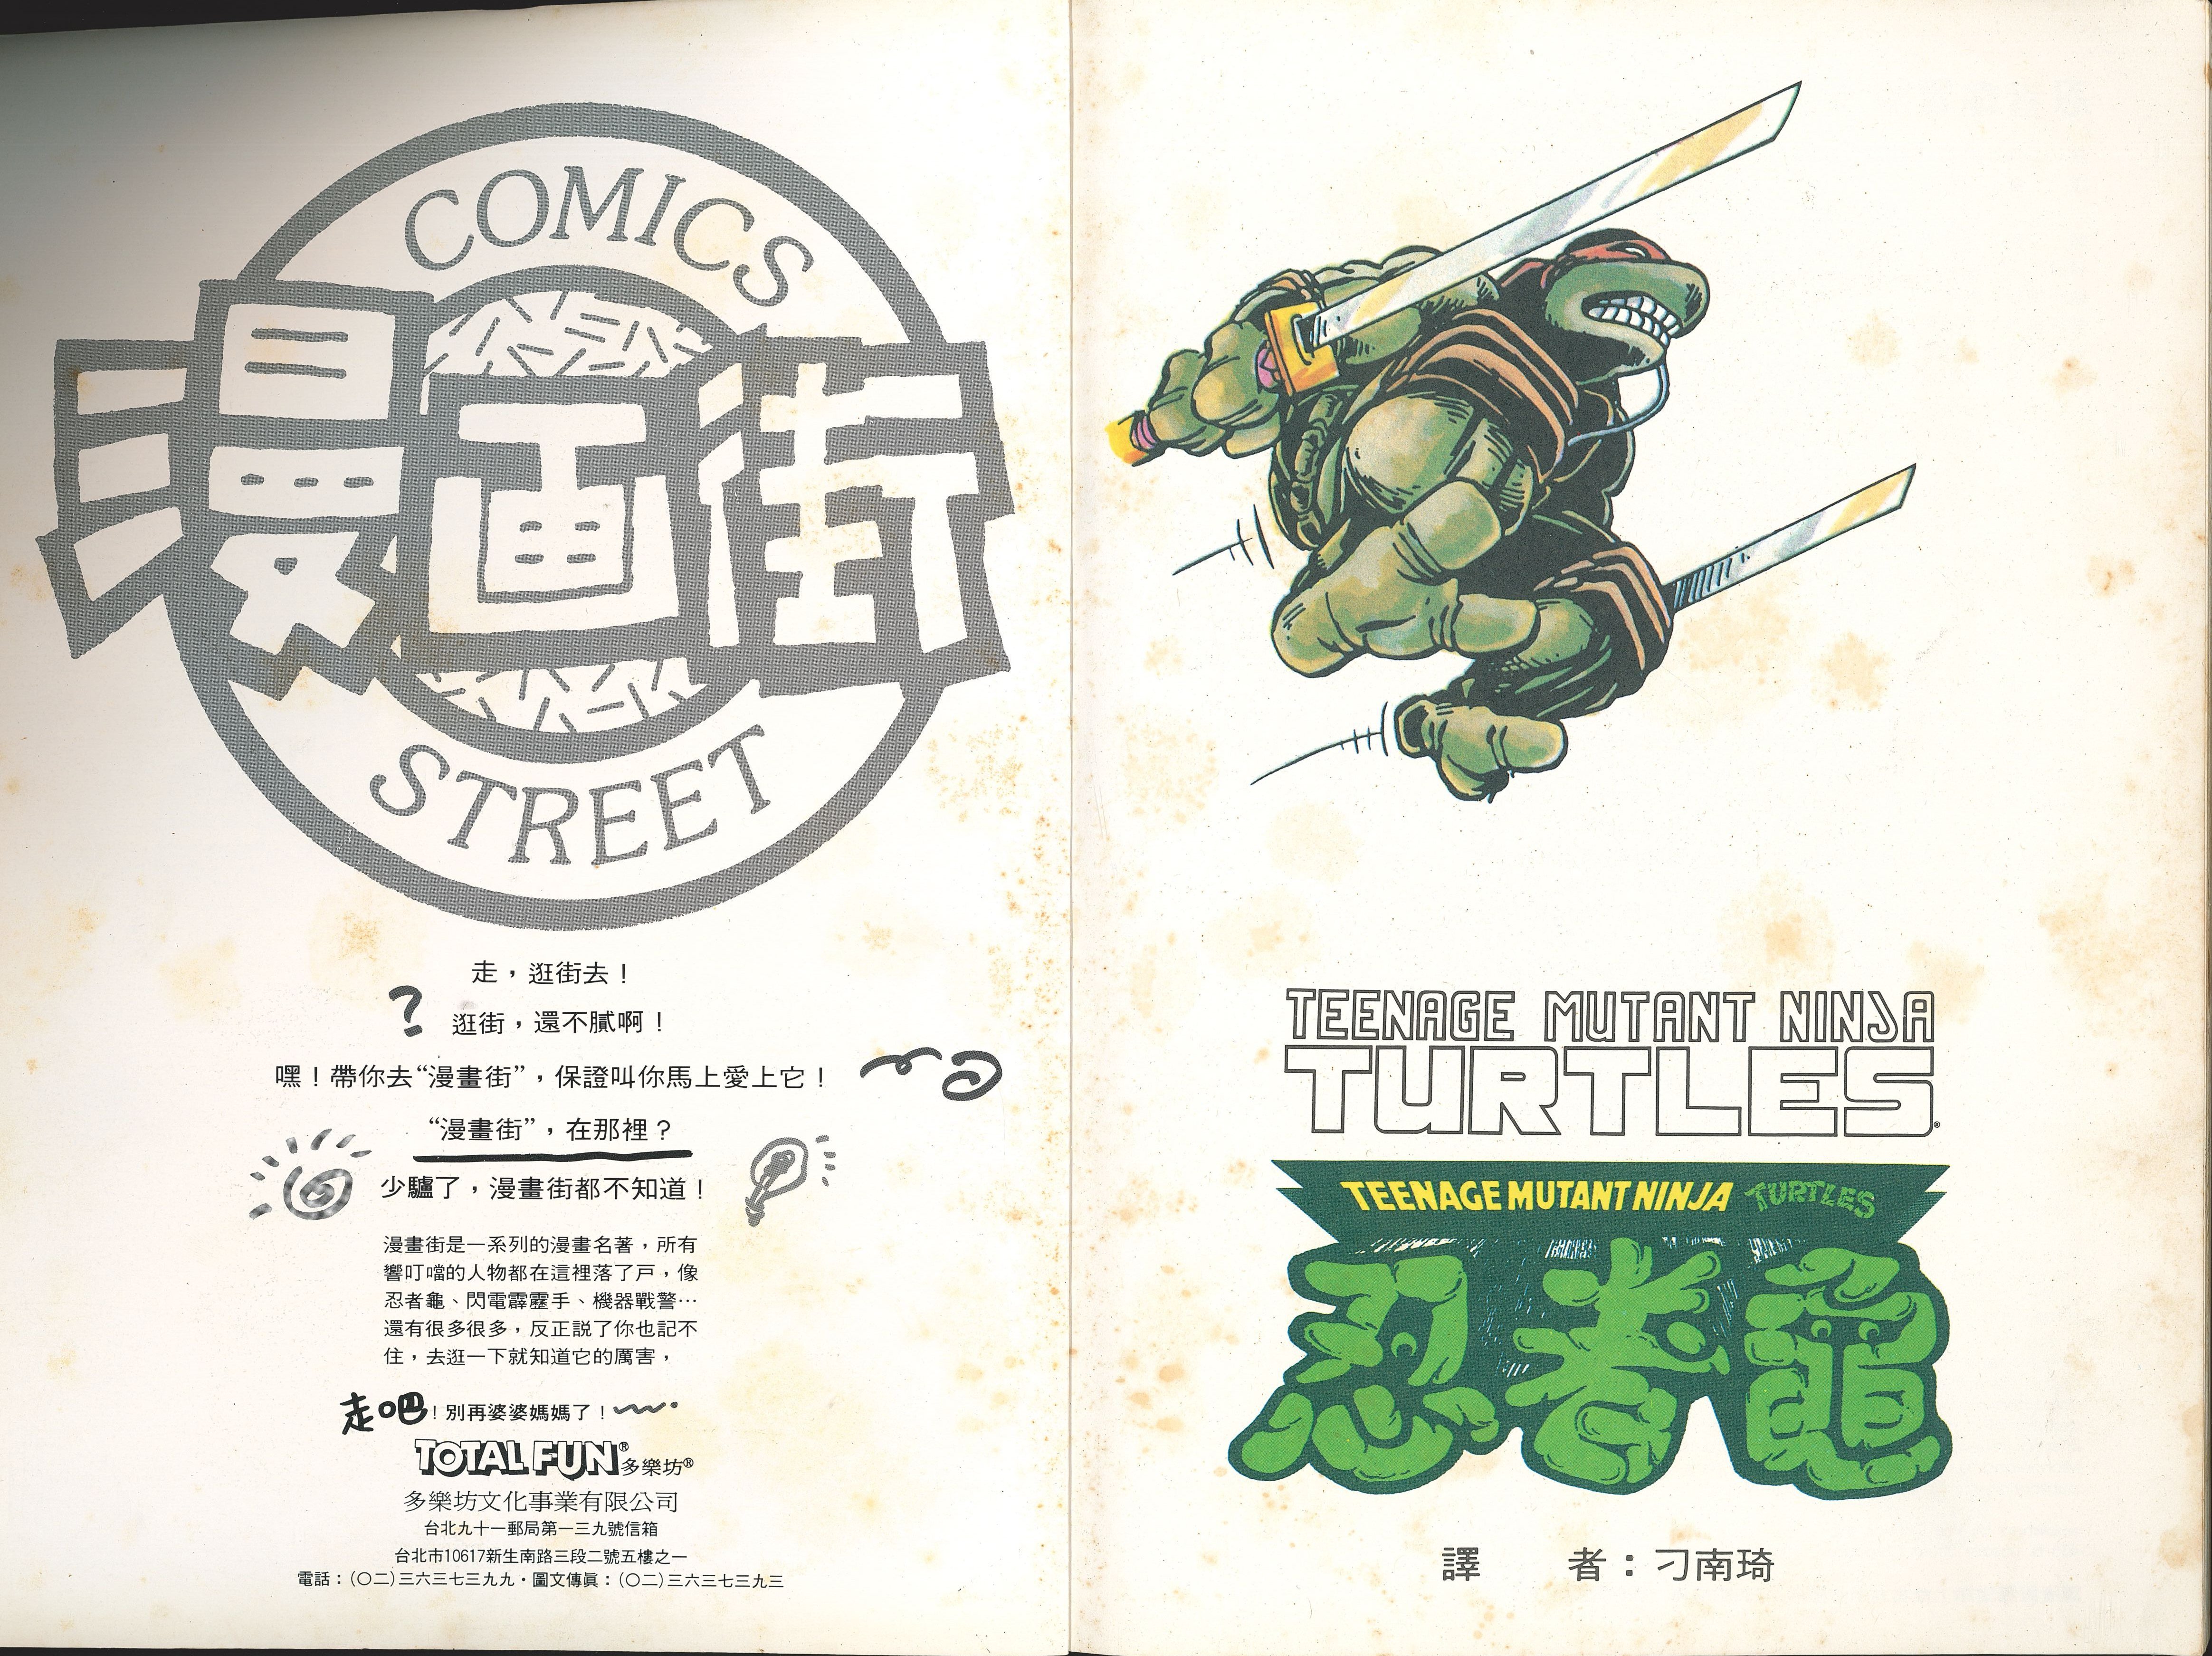 COMICS
漫画街
STREET
走，逛街去！
？
逛街，還不膩啊！
嘿！帶你去“漫畫街”，保證叫你馬上愛上它！
“漫畫街”，在那裡？
少驢了，漫畫街都不知道！
漫畫街是一系列的漫畫名著，所有
響叮噹的人物都在這裡落了戶，像
忍者龜、閃電霹靂手、機器戰警…
還有很多很多，反正説了你也記不
住，去逛一下就知道它的厲害，
走吧！別再婆婆媽媽了！
TOTAL FUN® 多樂坊®
多樂坊文化事業有限公司
台北九十一郵局第一三九號信箱
台北市10617新生南路三段二號五樓之一
電話：(〇二)三六三七三九九・圖文傳眞：(〇二)三六三七三九三
TEENAGE MUTANT NINJA
TURTLES®
TEENAGE MUTANT NINJA TURTLES
忍者龜
譯　者：刁南琦